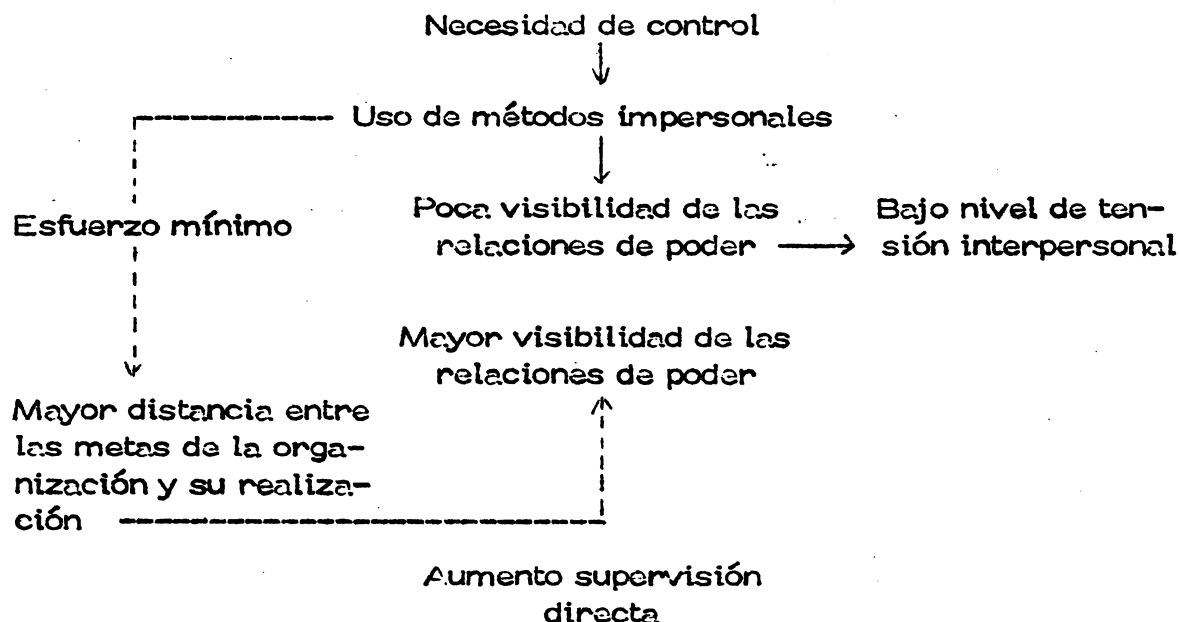 Necesidad de control
Uso de métodos impersonales
Esfuerzo mínimo
Poca visibilidad de las
relaciones de poder
Bajo nivel de ten-
sión interpersonal
Mayor visibilidad de las
relaciones de poder
Mayor distancia entre
las metas de la orga-
nización y su realiza-
ción
Aumento supervisión
directa